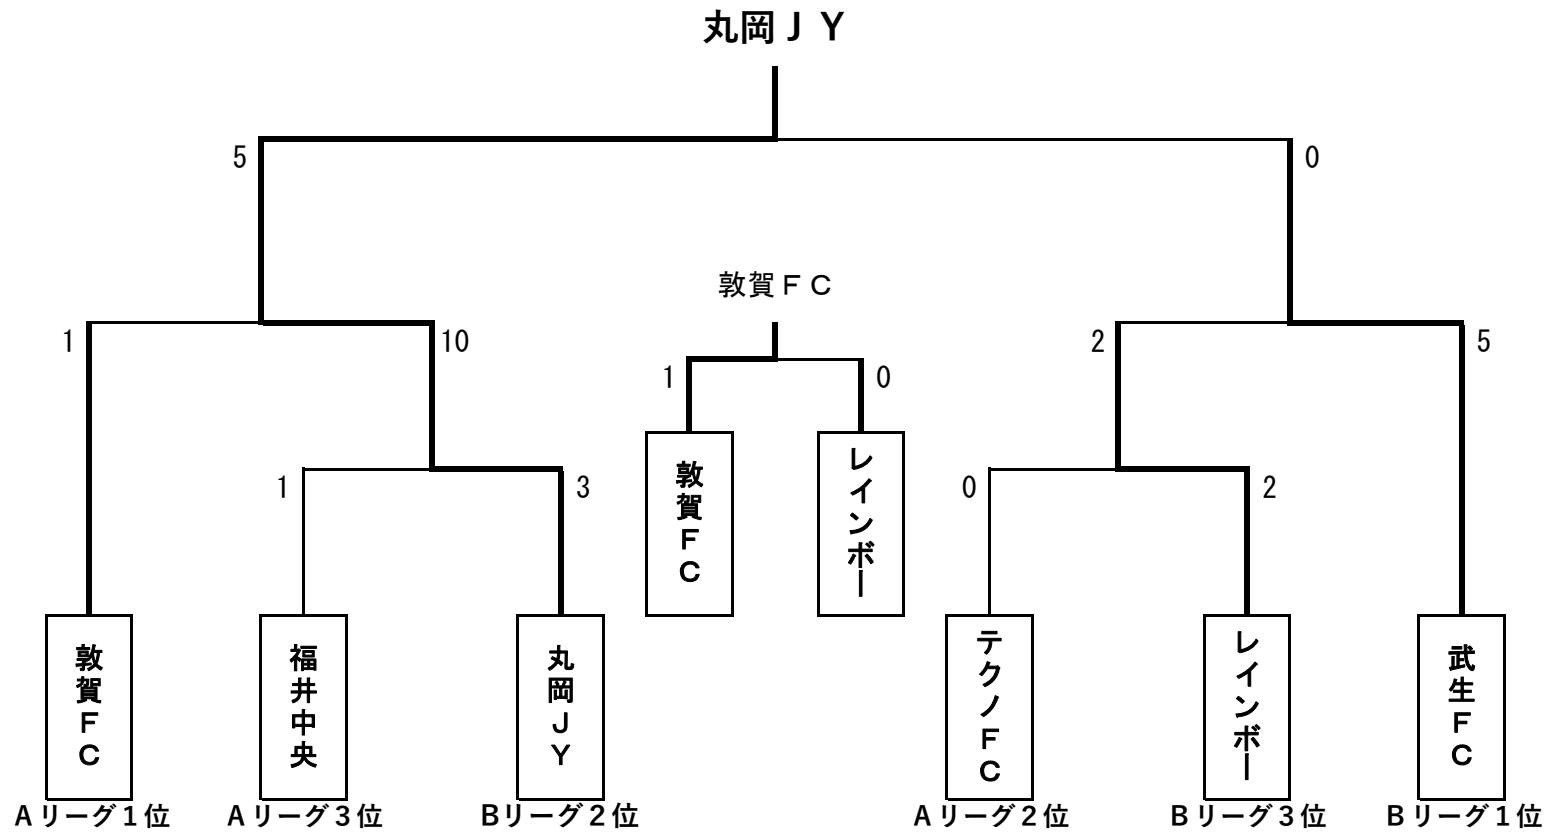 丸岡ＪＹ
5
0
敦賀ＦＣ
1
10
2
5
1
0
1
3
0
2
敦賀ＦＣ
レインボー
敦賀ＦＣ
福井中央
丸岡ＪＹ
テクノＦＣ
レインボー
武生ＦＣ
Ａリーグ１位
Ａリーグ３位
Ｂリーグ２位
Ａリーグ２位
Ｂリーグ３位
Ｂリーグ１位